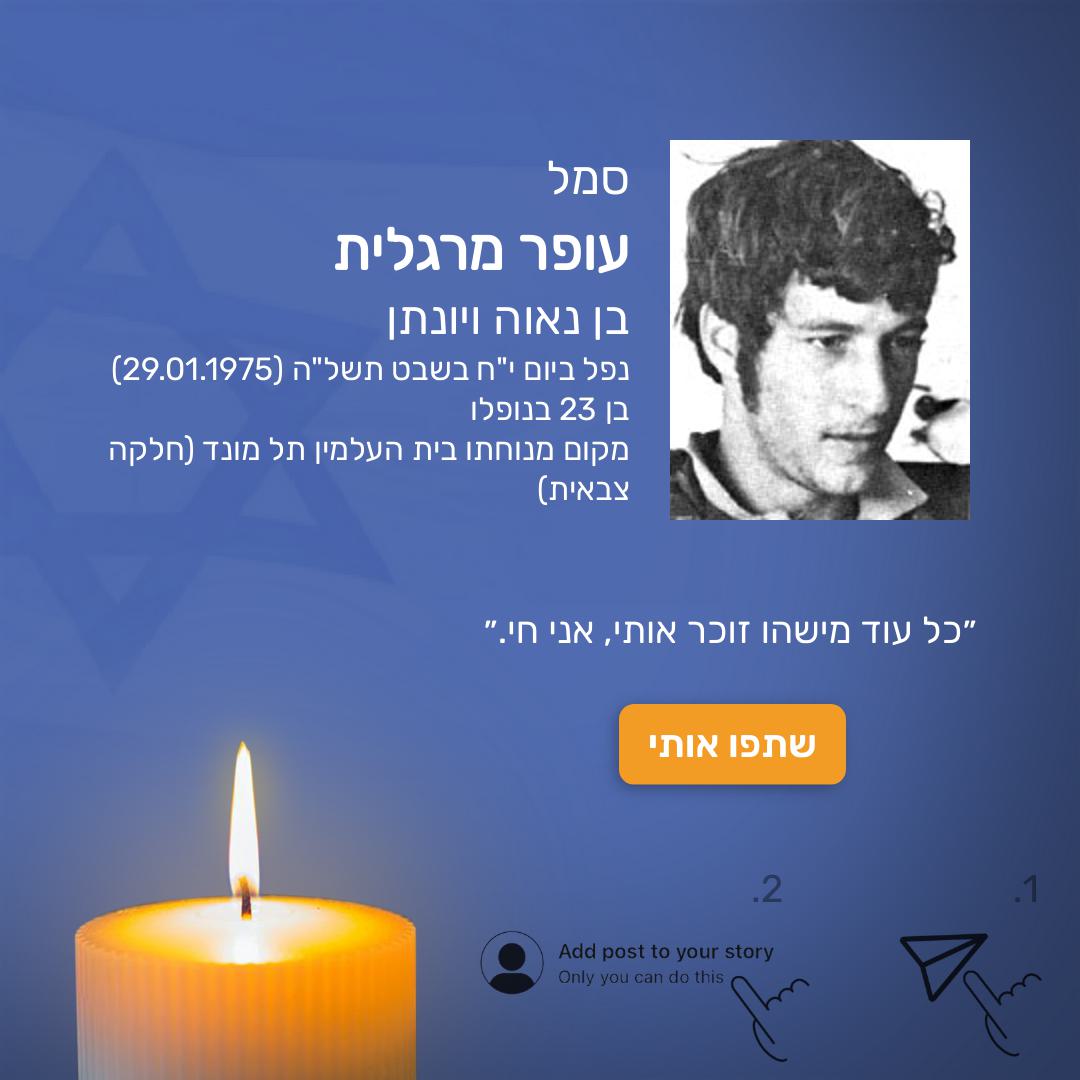 סמל
עופר מרגלית
בן נאוה ויונתן
נפל ביום י"ח בשבט תשל"ה (29.01.1975)
בן 23 בנופלו
מקום מנוחתו בית העלמין תל מונד (חלקה
צבאית)
״כל עוד מישהו זוכר אותי, אני חי.״
שתפו אותי
1.
2.
Add post to your story
Only you can do this